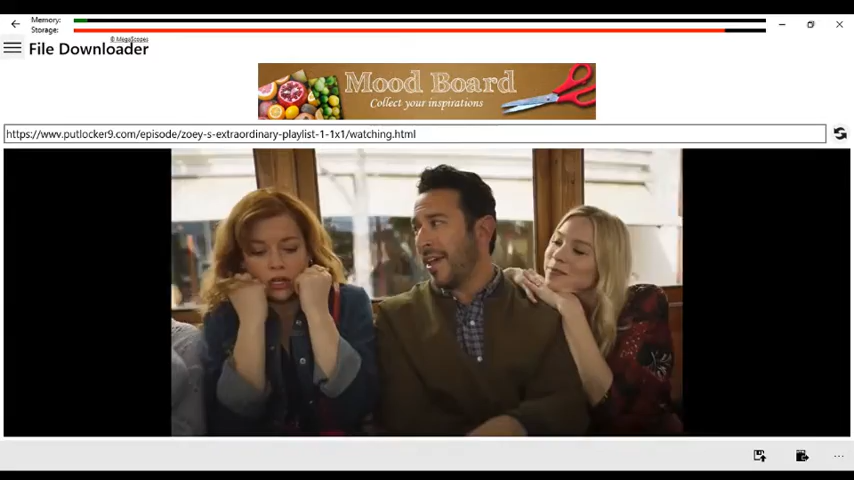 Memory:
Storage:
© MegaScopes
File Downloader
Mood Board
Collect your inspirations
https://www.putlocker9.com/episode/zoey-s-extraordinary-playlist-1-1x1/watching.html